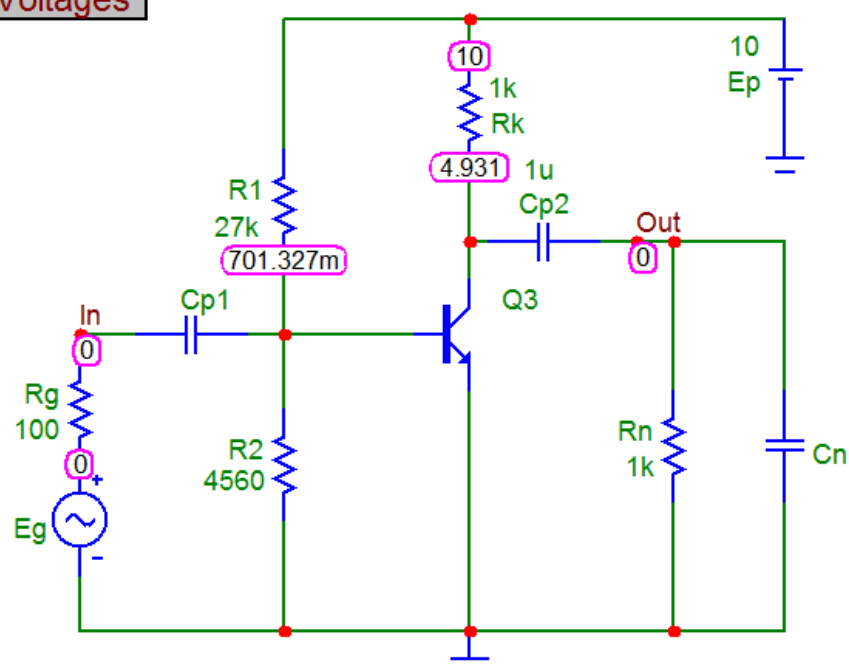 Voltages
10
10
Ep
1k
Rk
4.931
1u
Cp2
R1
27k
701.327m
Out
0
Cp1
Q3
In
0
Rg
100
R2
4560
Rn
1k
Cn
0
+
Eg
−